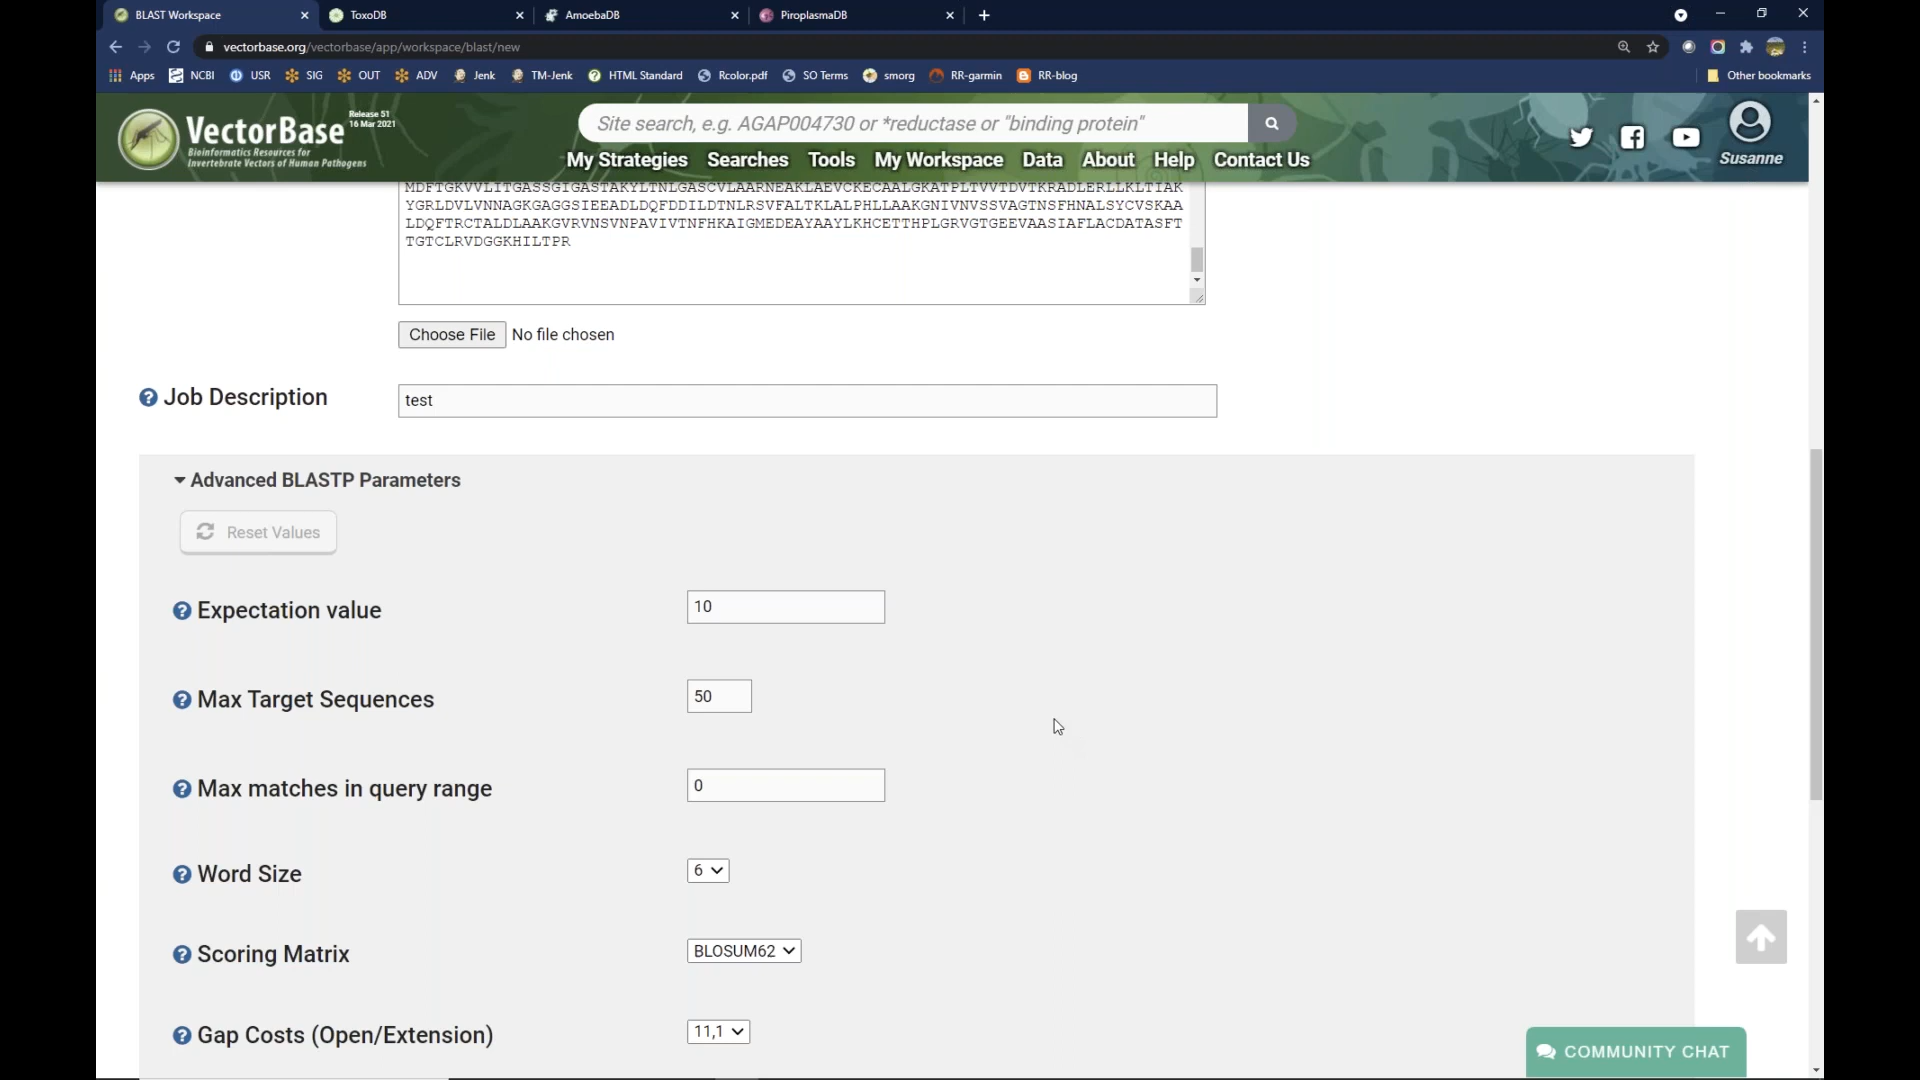 BLAST Workspace
ToxoDB
AmoebaDB
PiroplasmaDB
vectorbase.org/vectorbase/app/workspace/blast/new
Apps NCBI USR SIG OUT ADV Jenk TM-Jenk HTML Standard Rcolor.pdf SO Terms smorg RR-garmin RR-blog Other bookmarks
VectorBase
Release 51
16 Mar 2021
Bioinformatics Resources for
Invertebrate Vectors of Human Pathogens
Site search, e.g. AGAP004730 or *reductase or "binding protein"
My Strategies Searches Tools My Workspace Data About Help Contact Us
Susanne
MDFTGKVVLITGASSGIGASTAKYLTNLGASCVLAARNEAKLAEVCKECAALGKATPLTVVTDVTKRADLERLLKLTIAK
YGRLDVLVNNAGKGAGGSIEEADLDQFDDILDTNLRSVFALTKLALPHLLAAKGNIVNVSSVAGTNSFHNALSYCVSKAA
LDQFTRCTALDLAAKGVRVNSVNPAVIVTNFHKAIGMEDEAYAAYLKHCETTHPLGRVGTGEEVAASIAFLACDATASFT
TGTCLRVDGGKHILTPR
Choose File No file chosen
Job Description
test
Advanced BLASTP Parameters
Reset Values
Expectation value
10
Max Target Sequences
50
Max matches in query range
0
Word Size
6
Scoring Matrix
BLOSUM62
Gap Costs (Open/Extension)
11,1
COMMUNITY CHAT